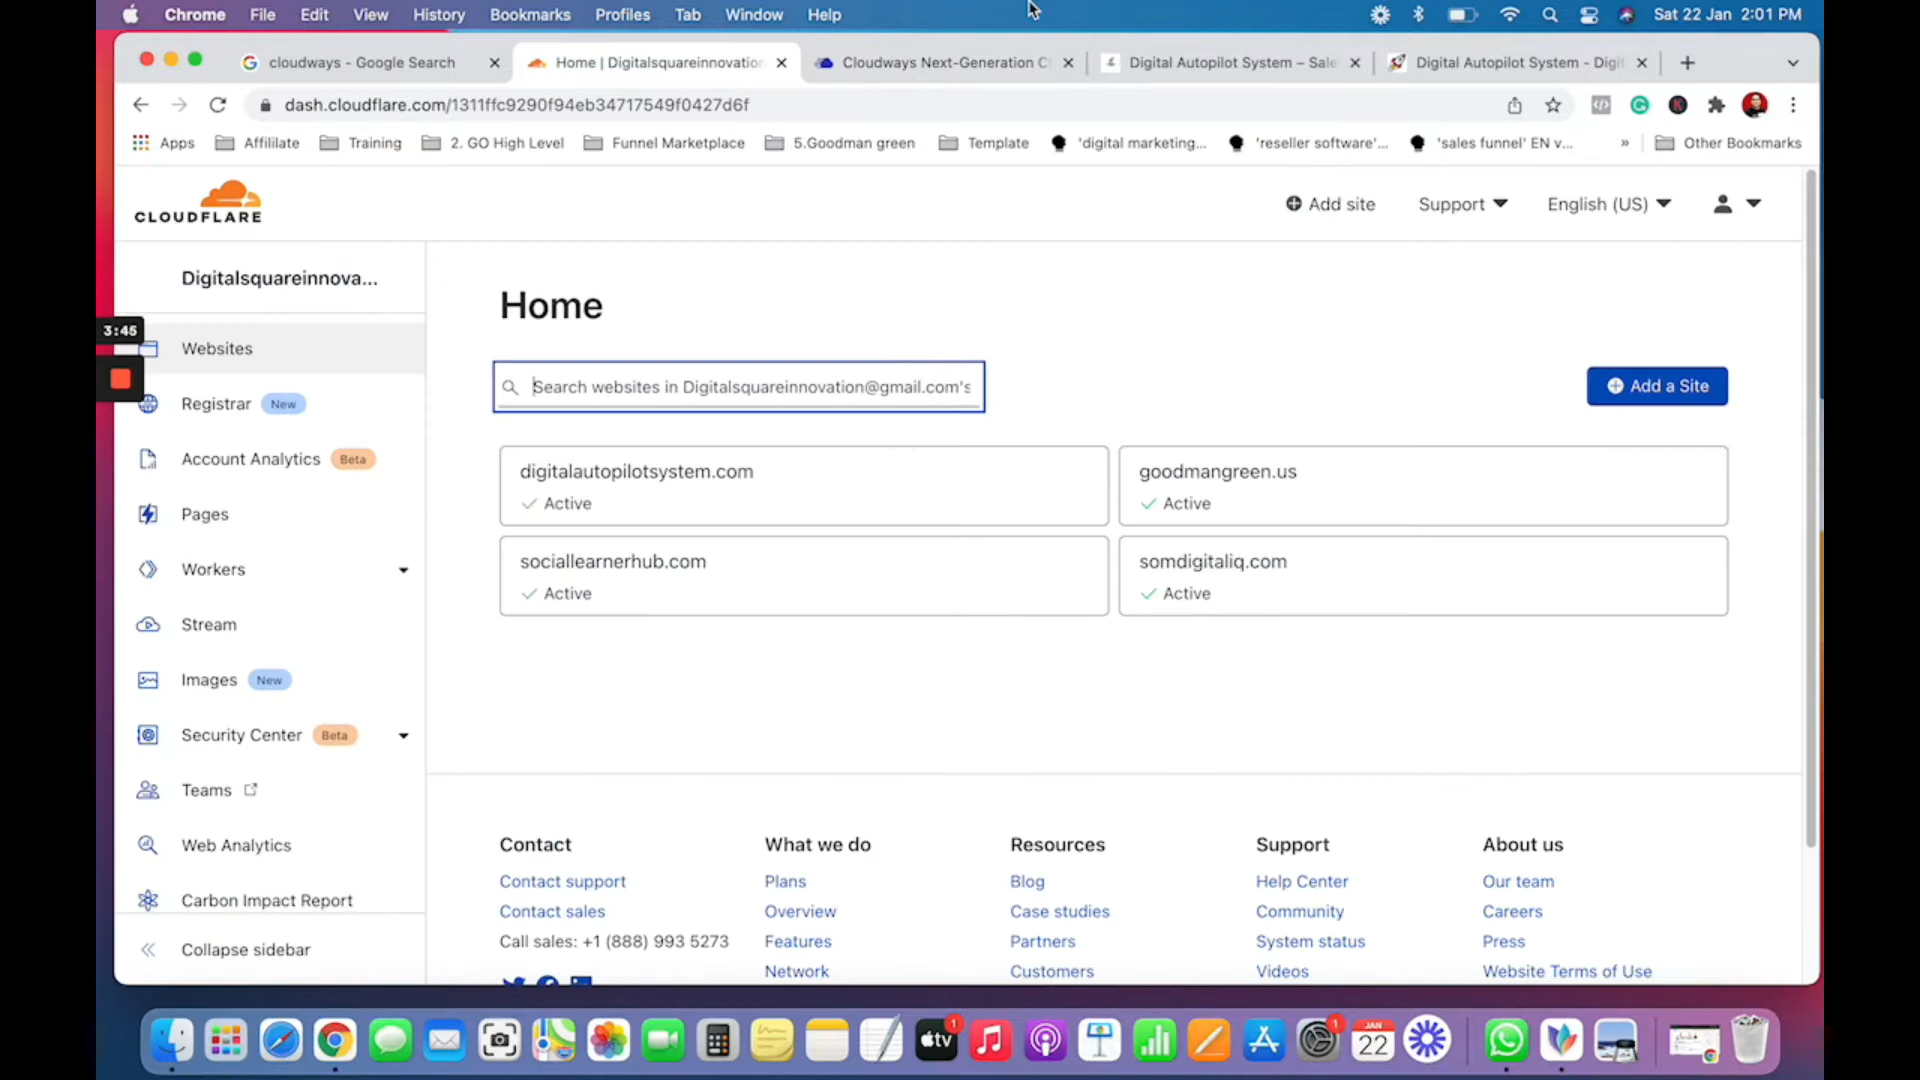 Chrome File Edit View History Bookmarks Profiles Tab Window Help Sat 22 Jan 2:01 PM
cloudways - Google Search Home | Digitalsquareinnovation Cloudways Next-Generation C Digital Autopilot System – Sale Digital Autopilot System - Digi
dash.cloudflare.com/1311ffc9290f94eb34717549f0427d6f
Apps Affililate Training 2. GO High Level Funnel Marketplace 5.Goodman green Template 'digital marketing... 'reseller software'... 'sales funnel' EN v... » Other Bookmarks
CLOUDFLARE
Add site Support English (US)
Digitalsquareinnova...
3:45
Websites
Registrar New
Account Analytics Beta
Pages
Workers
Stream
Images New
Security Center Beta
Teams
Web Analytics
Carbon Impact Report
Collapse sidebar
Home
Search websites in Digitalsquareinnovation@gmail.com's
Add a Site
digitalautopilotsystem.com
Active
goodmangreen.us
Active
sociallearnerhub.com
Active
somdigitaliq.com
Active
Contact
Contact support
Contact sales
Call sales: +1 (888) 993 5273
What we do
Plans
Overview
Features
Network
Resources
Blog
Case studies
Partners
Customers
Support
Help Center
Community
System status
Videos
About us
Our team
Careers
Press
Website Terms of Use
tv
1
1
JAN
22